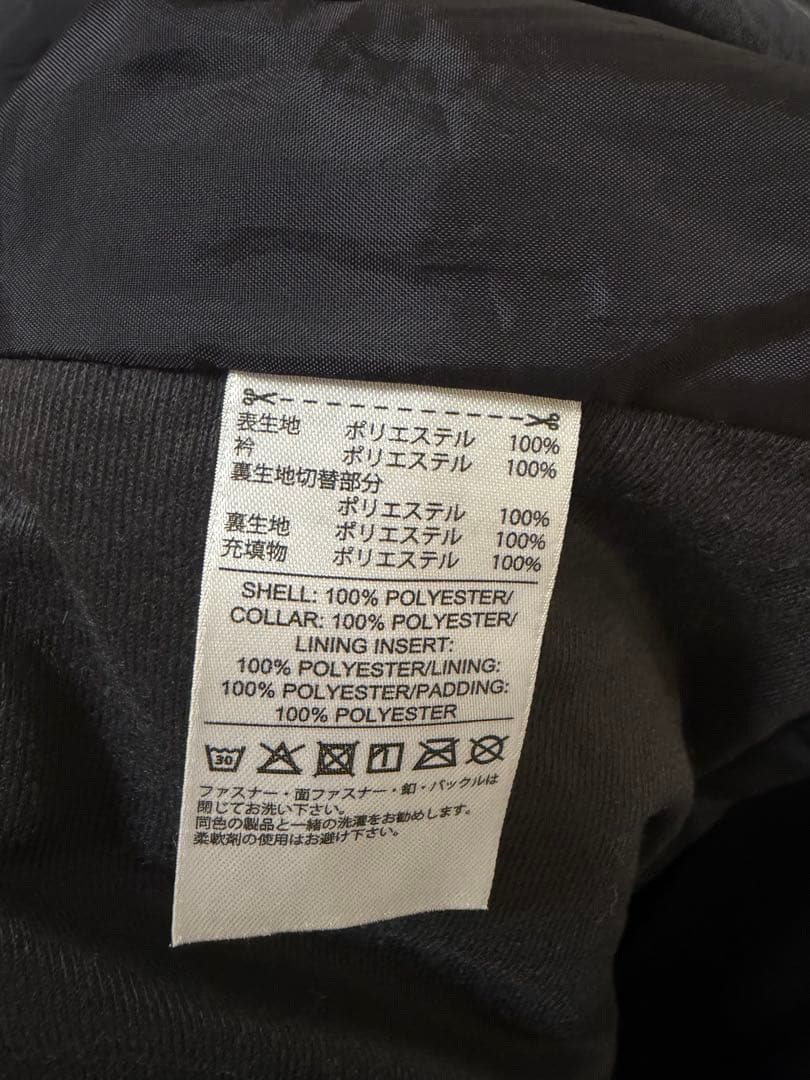 表生地 ポリエステル 100%
衿 ポリエステル 100%
裏生地切替部分
ポリエステル 100%
裏生地 ポリエステル 100%
充填物 ポリエステル 100%
SHELL: 100% POLYESTER/
COLLAR: 100% POLYESTER/
LINING INSERT:
100% POLYESTER/LINING:
100% POLYESTER/PADDING:
100% POLYESTER
30
ファスナー・面ファスナー・釦・バックルは
閉じてお洗い下さい。
同色の製品と一緒の洗濯をお勧めします。
柔軟剤の使用はお避け下さい。